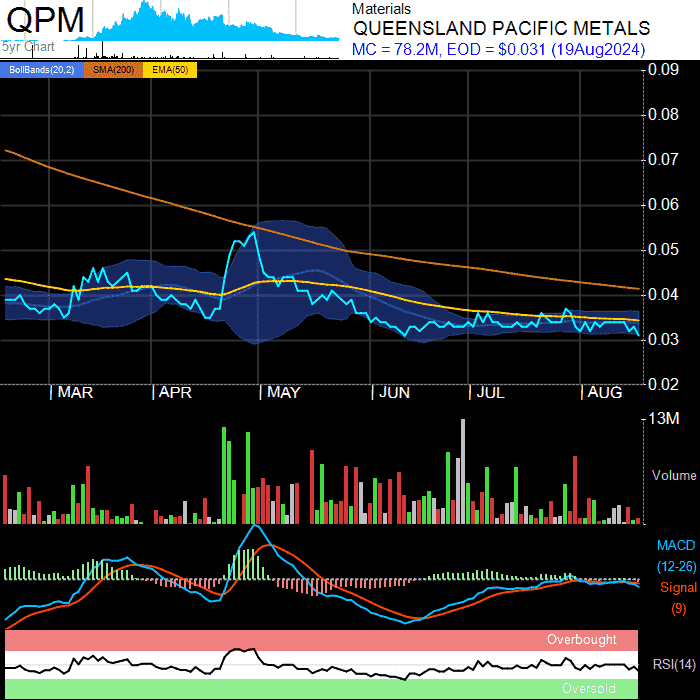 QPM
5yr Chart
Materials
QUEENSLAND PACIFIC METALS
MC = 78.2M, EOD = $0.031 (19Aug2024)
BollBands(20,2) SMA(200) EMA(50)
0.09
0.08
0.07
0.06
0.05
0.04
0.03
0.02
MAR APR MAY JUN JUL AUG
13M
Volume
MACD
(12-26)
Signal
(9)
Overbought
RSI(14)
Oversold